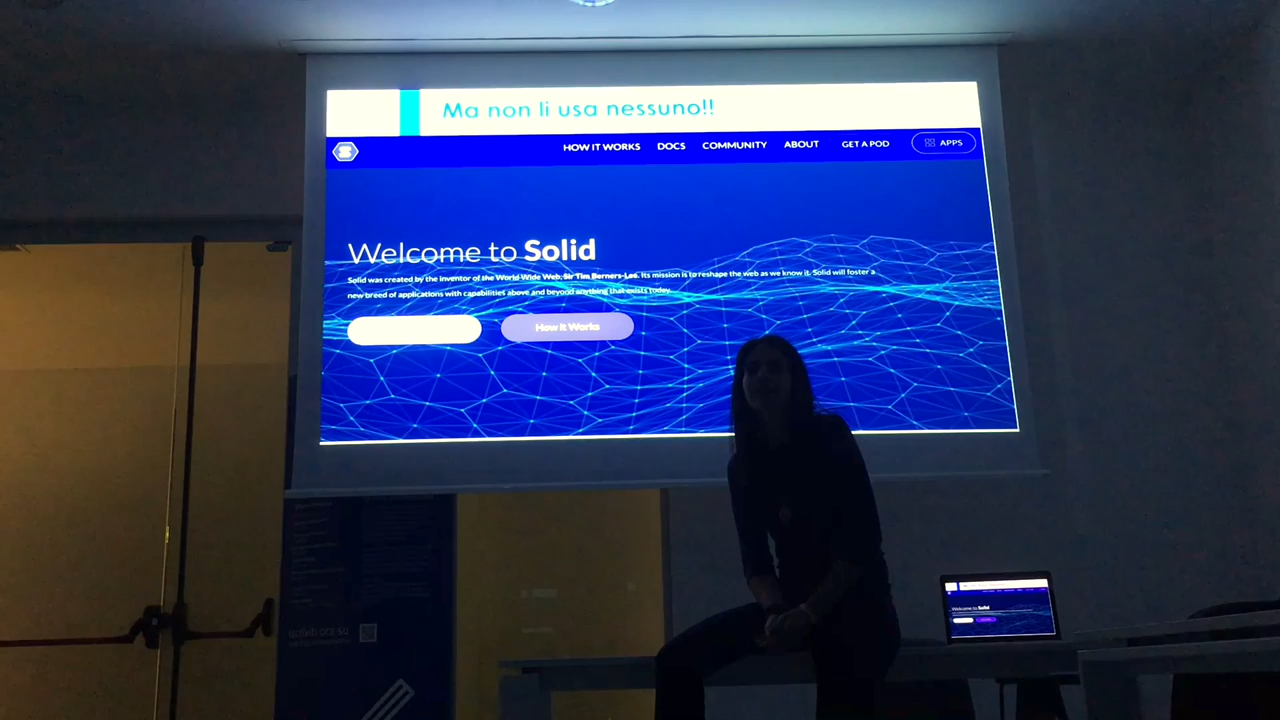 Ma non li usa nessuno!!
HOW IT WORKS DOCS COMMUNITY ABOUT GET A POD APPS
Welcome to Solid
Solid was created by the inventor of the World Wide Web, Sir Tim Berners-Lee. Its mission is to reshape the web as we know it. Solid will foster a
new breed of applications with capabilities above and beyond anything that exists today.
How It Works
Welcome to Solid